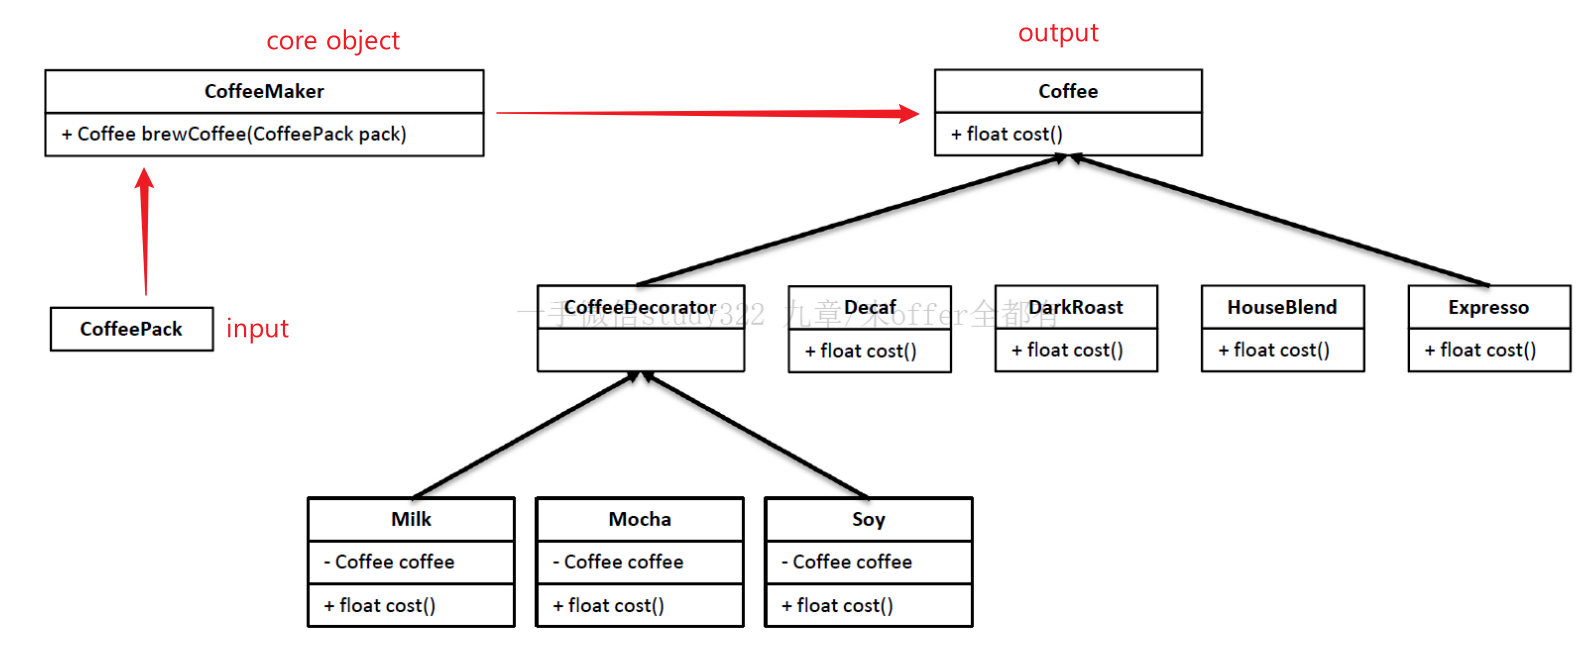 core object
output
CoffeeMaker
+ Coffee brewCoffee(CoffeePack pack)
Coffee
+ float cost()
CoffeePack
input
CoffeeDecorator
Decaf
+ float cost()
DarkRoast
+ float cost()
HouseBlend
+ float cost()
Expresso
+ float cost()
一手微信study322 九章/来offer全都有
Milk
- Coffee coffee
+ float cost()
Mocha
- Coffee coffee
+ float cost()
Soy
- Coffee coffee
+ float cost()